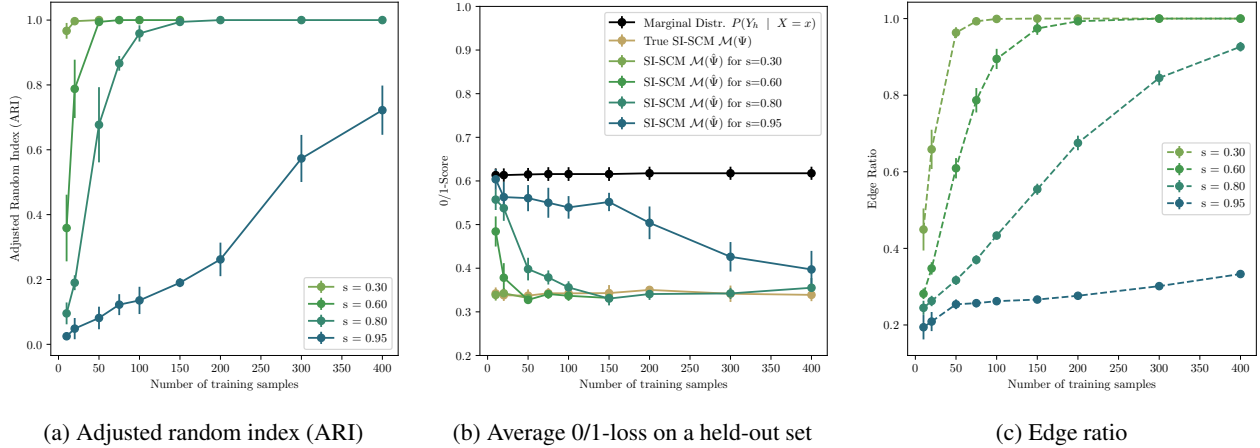 1.0
0.8
0.6
0.4
0.2
0.0
Adjusted Random Index (ARI)
0 50 100 150 200 250 300 350 400
Number of training samples
s = 0.30
s = 0.60
s = 0.80
s = 0.95
(a) Adjusted random index (ARI)
1.0
0.9
0.8
0.7
0.6
0.5
0.4
0.3
0.2
0/1-Score
Marginal Distr. P(Y_h | X = x)
True SI-SCM M(Ψ)
SI-SCM M(Ψ̂) for s=0.30
SI-SCM M(Ψ̂) for s=0.60
SI-SCM M(Ψ̂) for s=0.80
SI-SCM M(Ψ̂) for s=0.95
0 50 100 150 200 250 300 350 400
Number of training samples
(b) Average 0/1-loss on a held-out set
1.0
0.8
0.6
0.4
0.2
Edge Ratio
s = 0.30
s = 0.60
s = 0.80
s = 0.95
0 50 100 150 200 250 300 350 400
Number of training samples
(c) Edge ratio